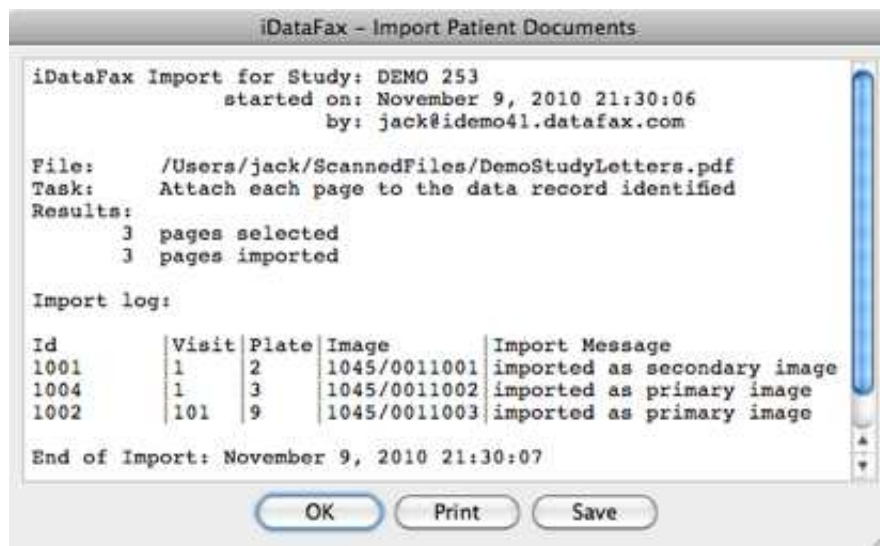 iDataFax – Import Patient Documents
iDataFax Import for Study: DEMO 253
started on: November 9, 2010 21:30:06
by: jack@idemo41.datafax.com
File: /Users/jack/ScannedFiles/DemoStudyLetters.pdf
Task: Attach each page to the data record identified
Results:
3 pages selected
3 pages imported
Import log:
Id |Visit|Plate|Image |Import Message
1001 |1 |2 |1045/0011001|imported as secondary image
1004 |1 |3 |1045/0011002|imported as primary image
1002 |101 |9 |1045/0011003|imported as primary image
End of Import: November 9, 2010 21:30:07
OK Print Save